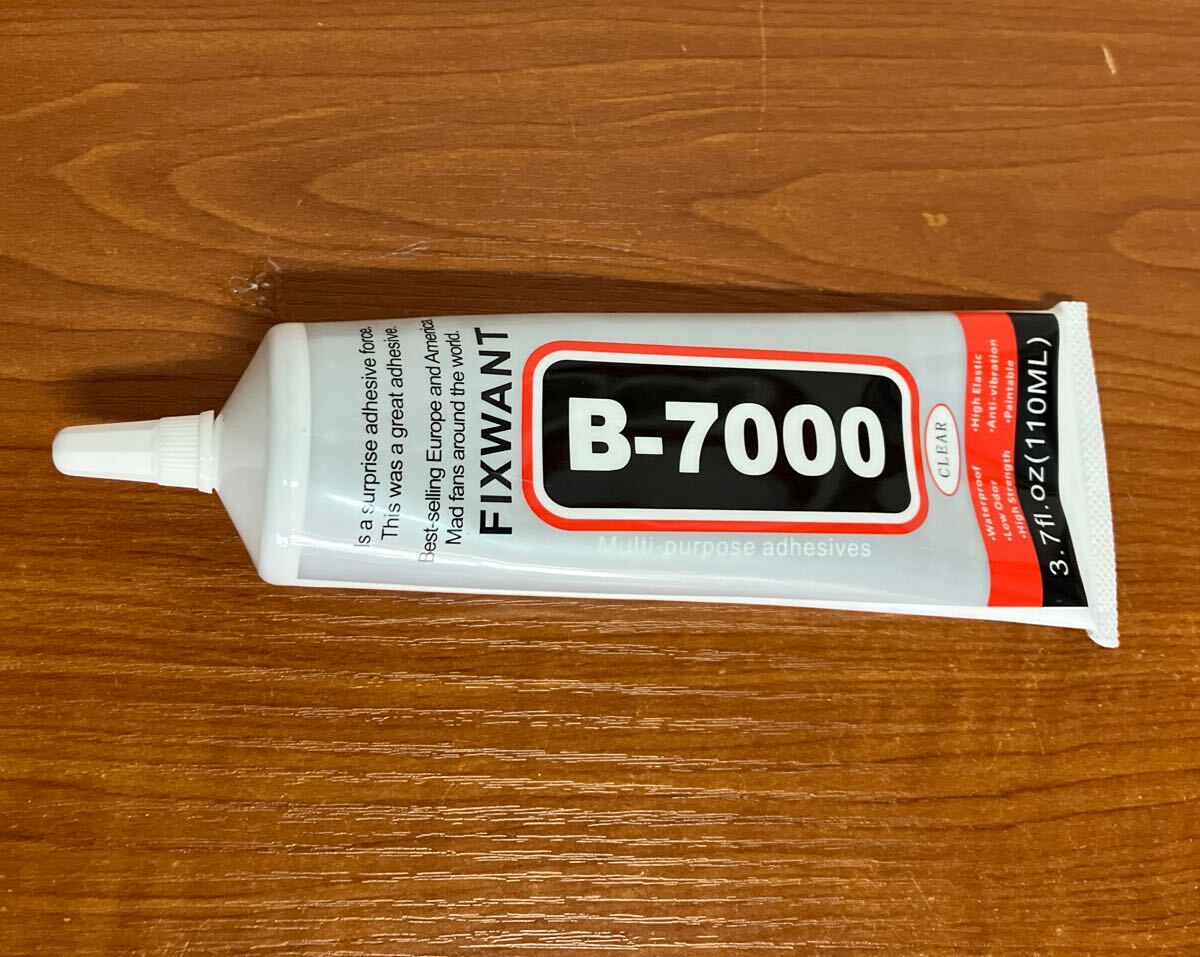 Is a surprise adhesive force.
This was a great adhesive.
Best-selling Europe and America
Mad fans around the world.
FIXWANT
B-7000
Multi-purpose adhesives
CLEAR
·Waterproof ·High Elastic
·Low Odor ·Anti-vibration
·High Strength ·Paintable
3.7fl.oz(110ML)